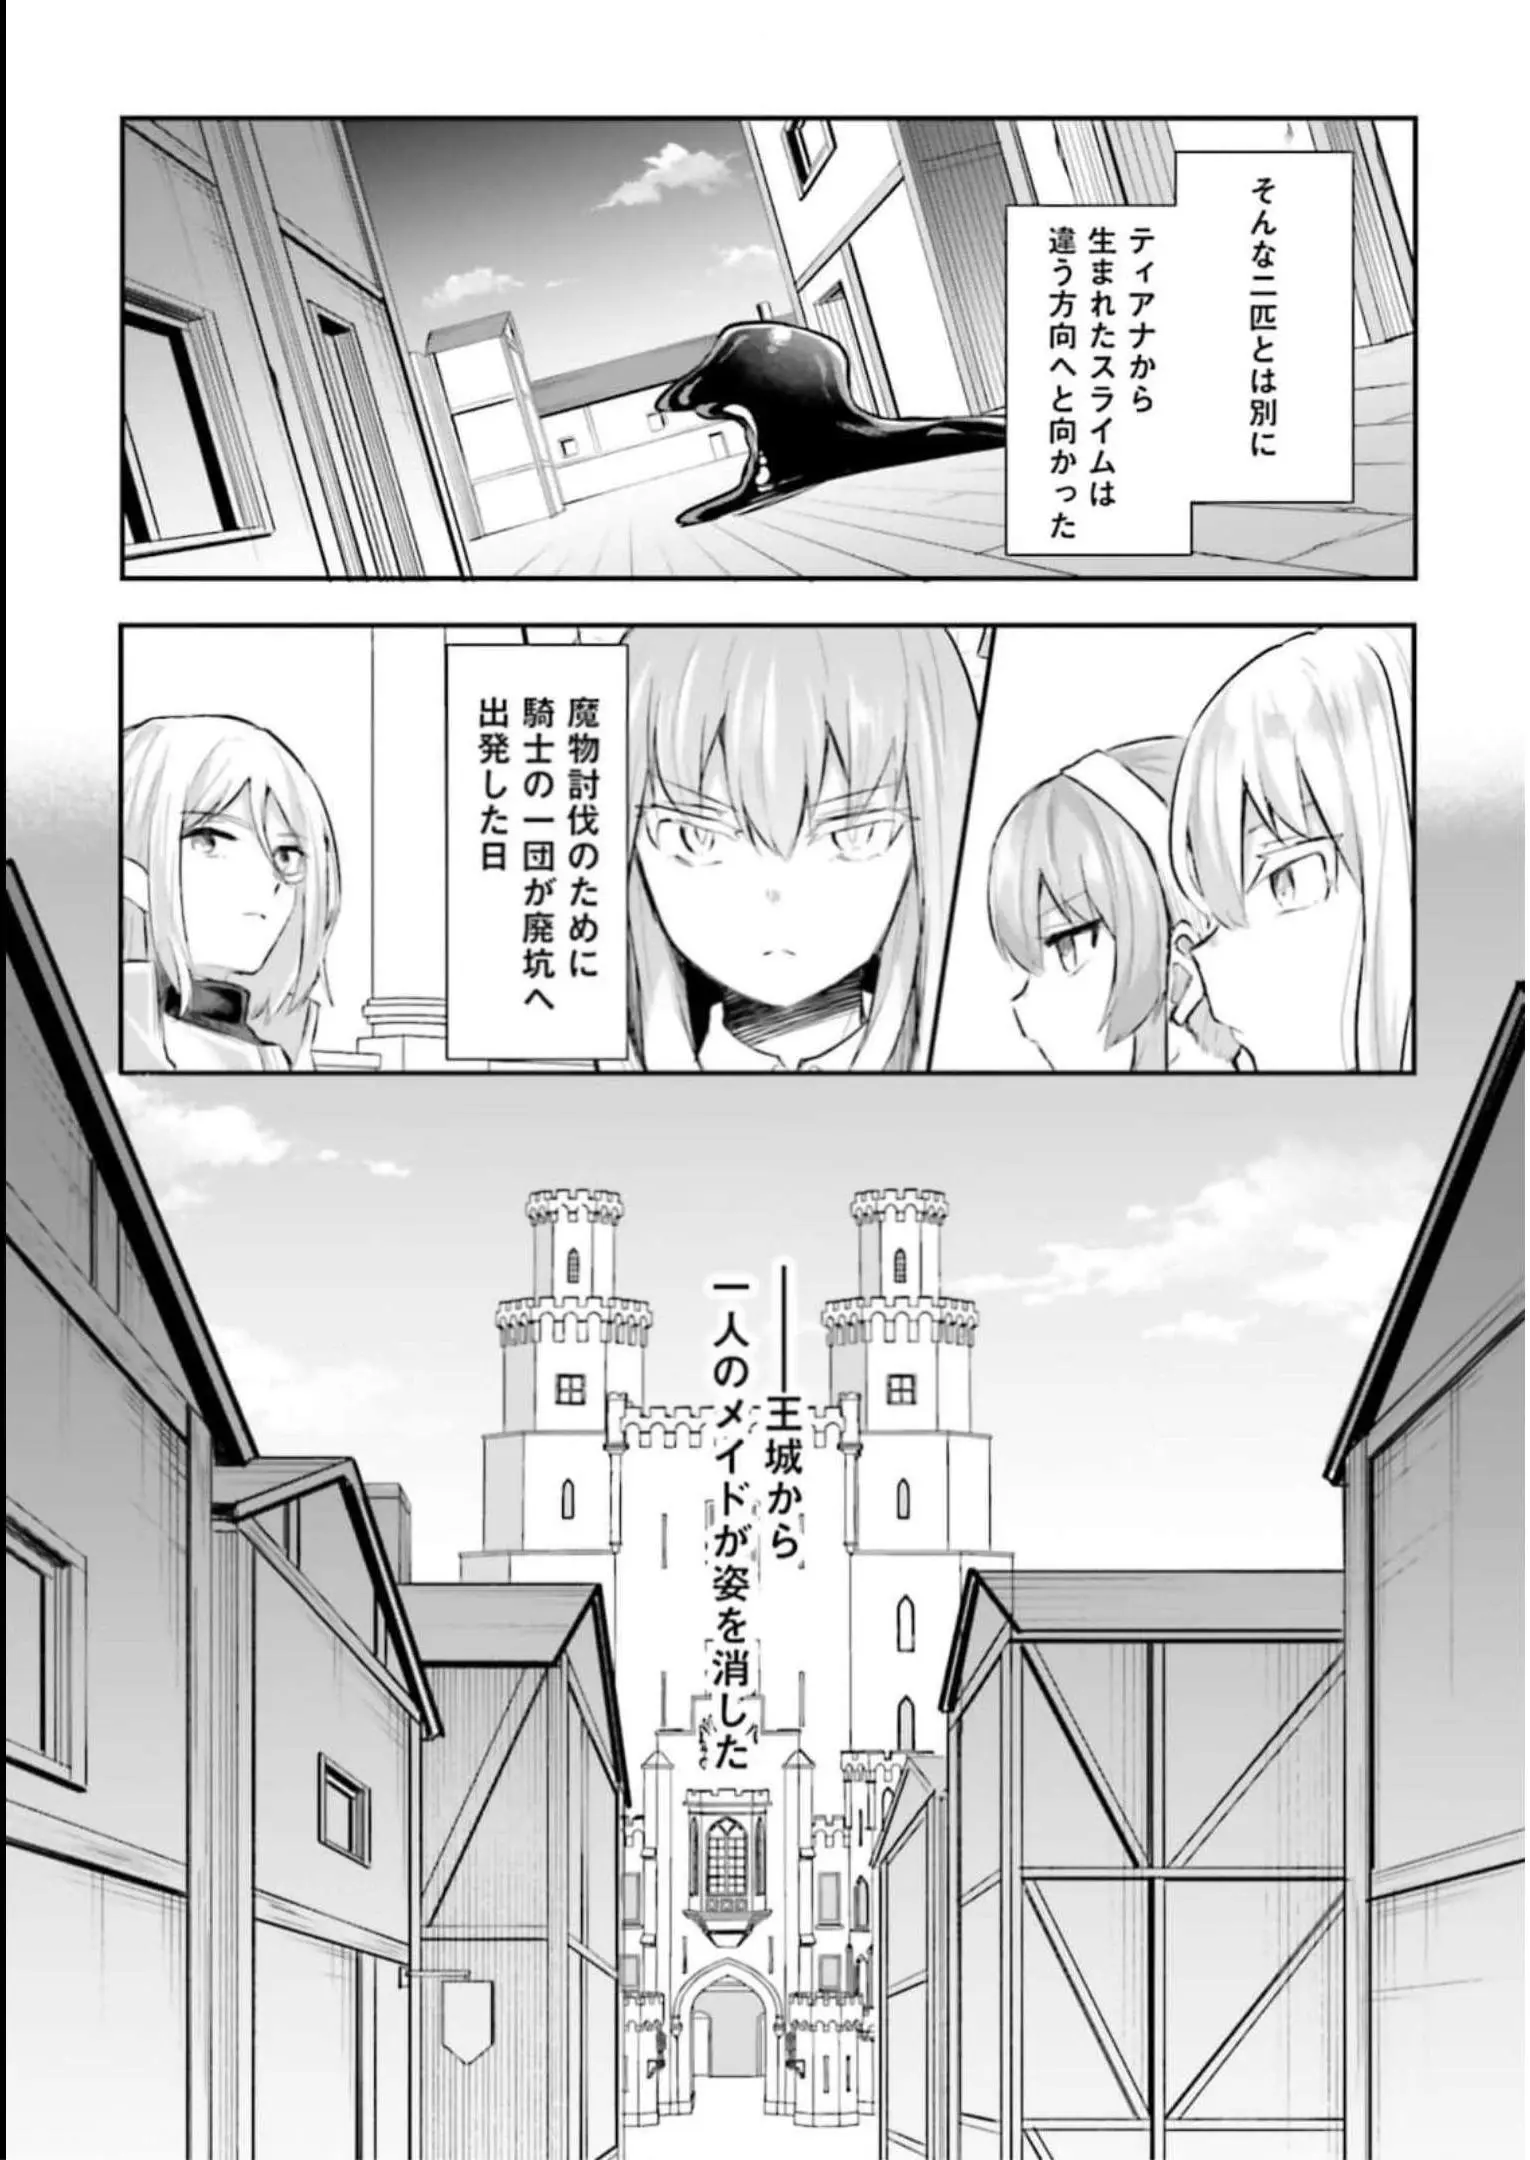 そんな二匹とは別に
ティアナから
生まれたスライムは
違う方向へと向かった
魔物討伐のために
騎士の一団が廃坑へ
出発した日
――王城から
一人のメイドが姿を消した